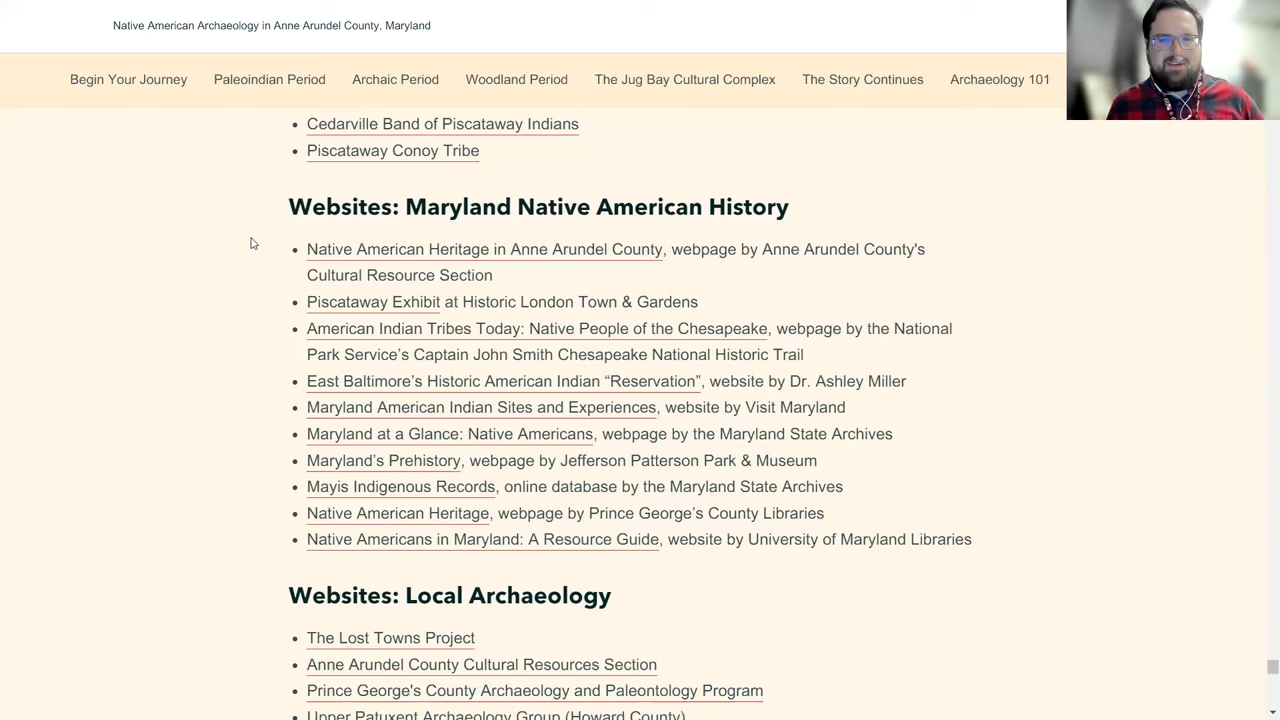 Native American Archaeology in Anne Arundel County, Maryland
Begin Your Journey Paleoindian Period Archaic Period Woodland Period The Jug Bay Cultural Complex The Story Continues Archaeology 101
• Cedarville Band of Piscataway Indians
• Piscataway Conoy Tribe
Websites: Maryland Native American History
• Native American Heritage in Anne Arundel County, webpage by Anne Arundel County's
Cultural Resource Section
• Piscataway Exhibit at Historic London Town & Gardens
• American Indian Tribes Today: Native People of the Chesapeake, webpage by the National
Park Service’s Captain John Smith Chesapeake National Historic Trail
• East Baltimore’s Historic American Indian “Reservation”, website by Dr. Ashley Miller
• Maryland American Indian Sites and Experiences, website by Visit Maryland
• Maryland at a Glance: Native Americans, webpage by the Maryland State Archives
• Maryland’s Prehistory, webpage by Jefferson Patterson Park & Museum
• Mayis Indigenous Records, online database by the Maryland State Archives
• Native American Heritage, webpage by Prince George’s County Libraries
• Native Americans in Maryland: A Resource Guide, website by University of Maryland Libraries
Websites: Local Archaeology
• The Lost Towns Project
• Anne Arundel County Cultural Resources Section
• Prince George's County Archaeology and Paleontology Program
Upper Patuxent Archaeology Group (Howard County)